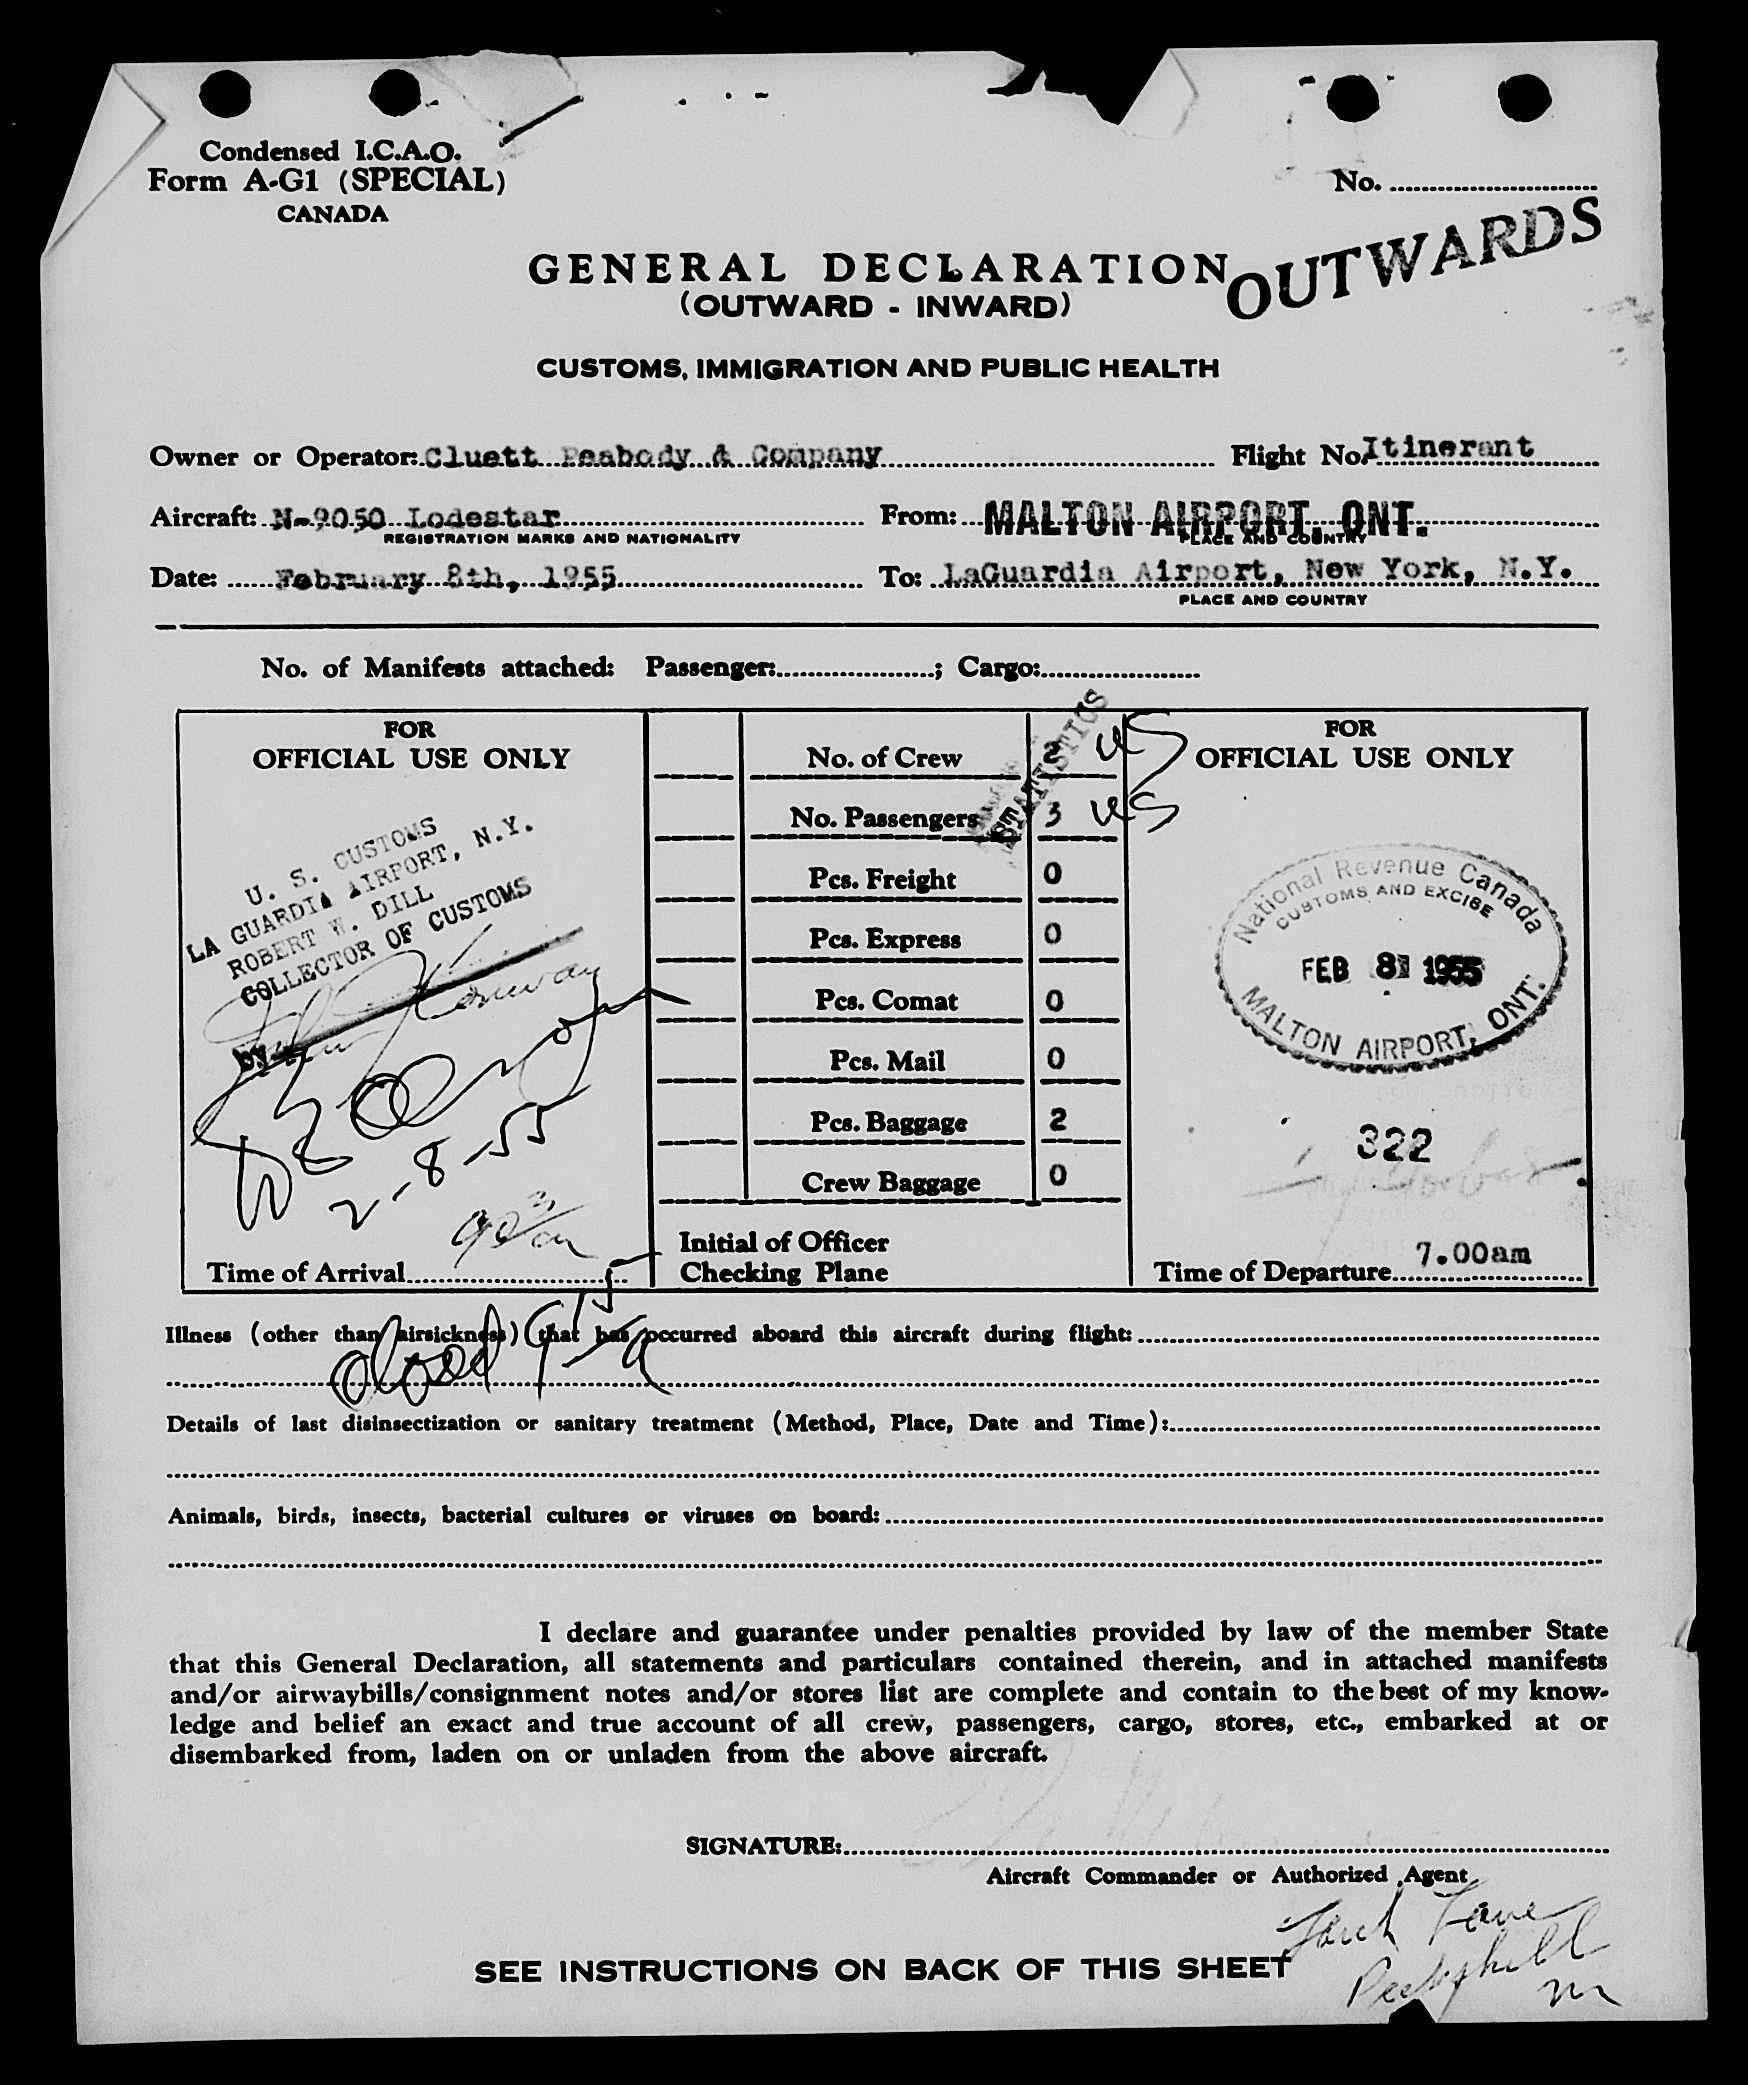 Condensed I.C.A.O.
Form A-G1 (SPECIAL)
CANADA
No.
OUTWARDS
GENERAL DECLARATION
(OUTWARD - INWARD)
CUSTOMS, IMMIGRATION AND PUBLIC HEALTH
Owner or Operator: Cluett Peabody & Company Flight No. Itinerant
Aircraft: N-9050 Lodestar From: MALTON AIRPORT, ONT.
REGISTRATION MARKS AND NATIONALITY PLACE AND COUNTRY
Date: February 8th, 1955 To: LaGuardia Airport, New York, N.Y.
PLACE AND COUNTRY
No. of Manifests attached: Passenger: ; Cargo:
FOR
OFFICIAL USE ONLY
U. S. CUSTOMS
LA GUARDIA AIRPORT, N.Y.
ROBERT W. DILL
COLLECTOR OF CUSTOMS
by
2-8-55
Time of Arrival
STATISTICS
No. of Crew 2 US
No. Passengers 3 US
Pcs. Freight 0
Pcs. Express 0
Pcs. Comat 0
Pcs. Mail 0
Pcs. Baggage 2
Crew Baggage 0
Initial of Officer
Checking Plane
FOR
OFFICIAL USE ONLY
National Revenue Canada
CUSTOMS AND EXCISE
FEB 8 1955
MALTON AIRPORT, ONT.
322
Time of Departure 7.00am
Illness (other than airsickness) that has occurred aboard this aircraft during flight:
Details of last disinsectization or sanitary treatment (Method, Place, Date and Time):
Animals, birds, insects, bacterial cultures or viruses on board:
I declare and guarantee under penalties provided by law of the member State
that this General Declaration, all statements and particulars contained therein, and in attached manifests
and/or airwaybills/consignment notes and/or stores list are complete and contain to the best of my know-
ledge and belief an exact and true account of all crew, passengers, cargo, stores, etc., embarked at or
disembarked from, laden on or unladen from the above aircraft.
SIGNATURE:
Aircraft Commander or Authorized Agent
Lane
SEE INSTRUCTIONS ON BACK OF THIS SHEET